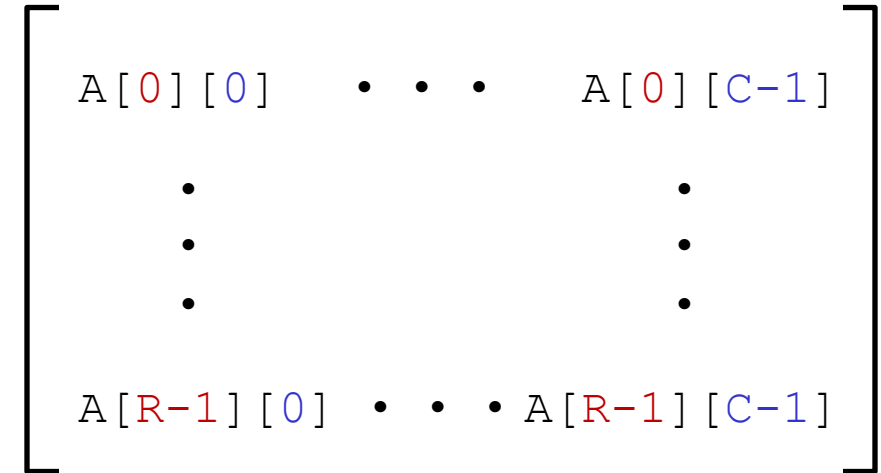 A[0][0] • • • A[0][C-1]
• •
• •
• •
A[R-1][0] • • • A[R-1][C-1]